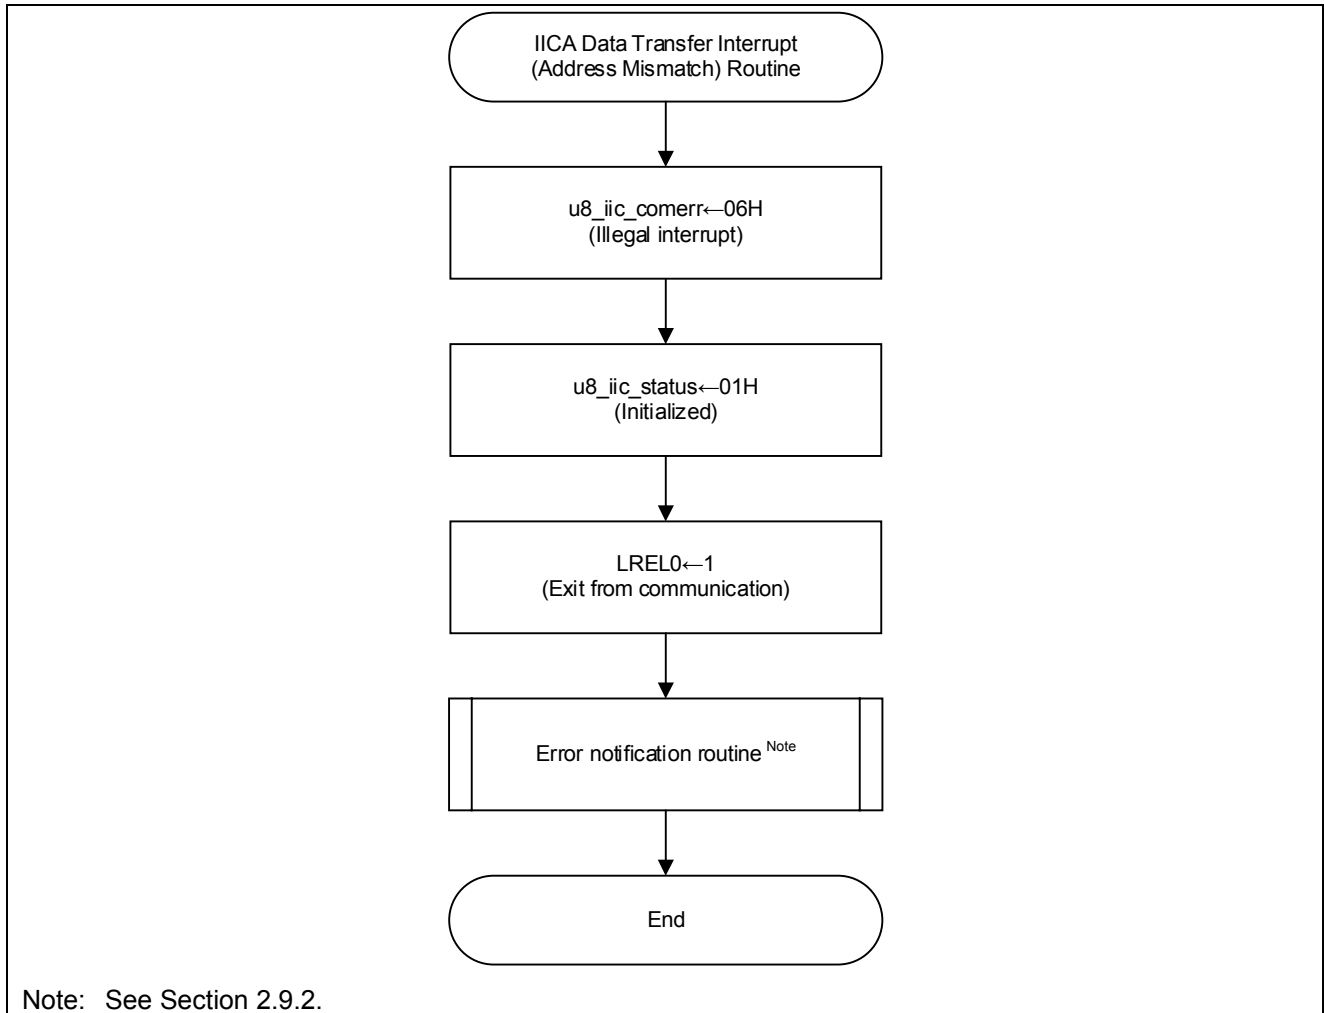 IICA Data Transfer Interrupt
(Address Mismatch) Routine
u8_iic_comerr←06H
(Illegal interrupt)
u8_iic_status←01H
(Initialized)
LREL0←1
(Exit from communication)
Error notification routine Note
End
Note: See Section 2.9.2.